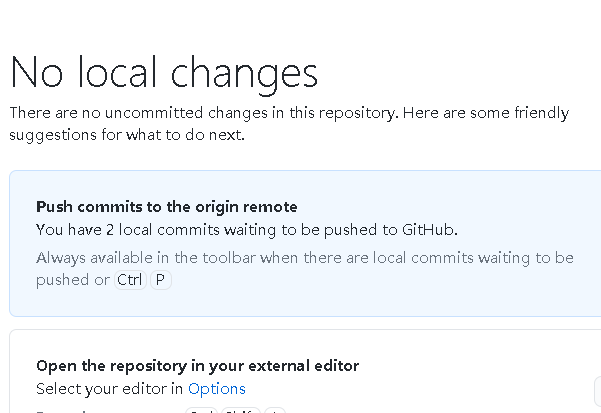 No local changes
There are no uncommitted changes in this repository. Here are some friendly
suggestions for what to do next.
Push commits to the origin remote
You have 2 local commits waiting to be pushed to GitHub.
Always available in the toolbar when there are local commits waiting to be
pushed or Ctrl P
Open the repository in your external editor
Select your editor in Options